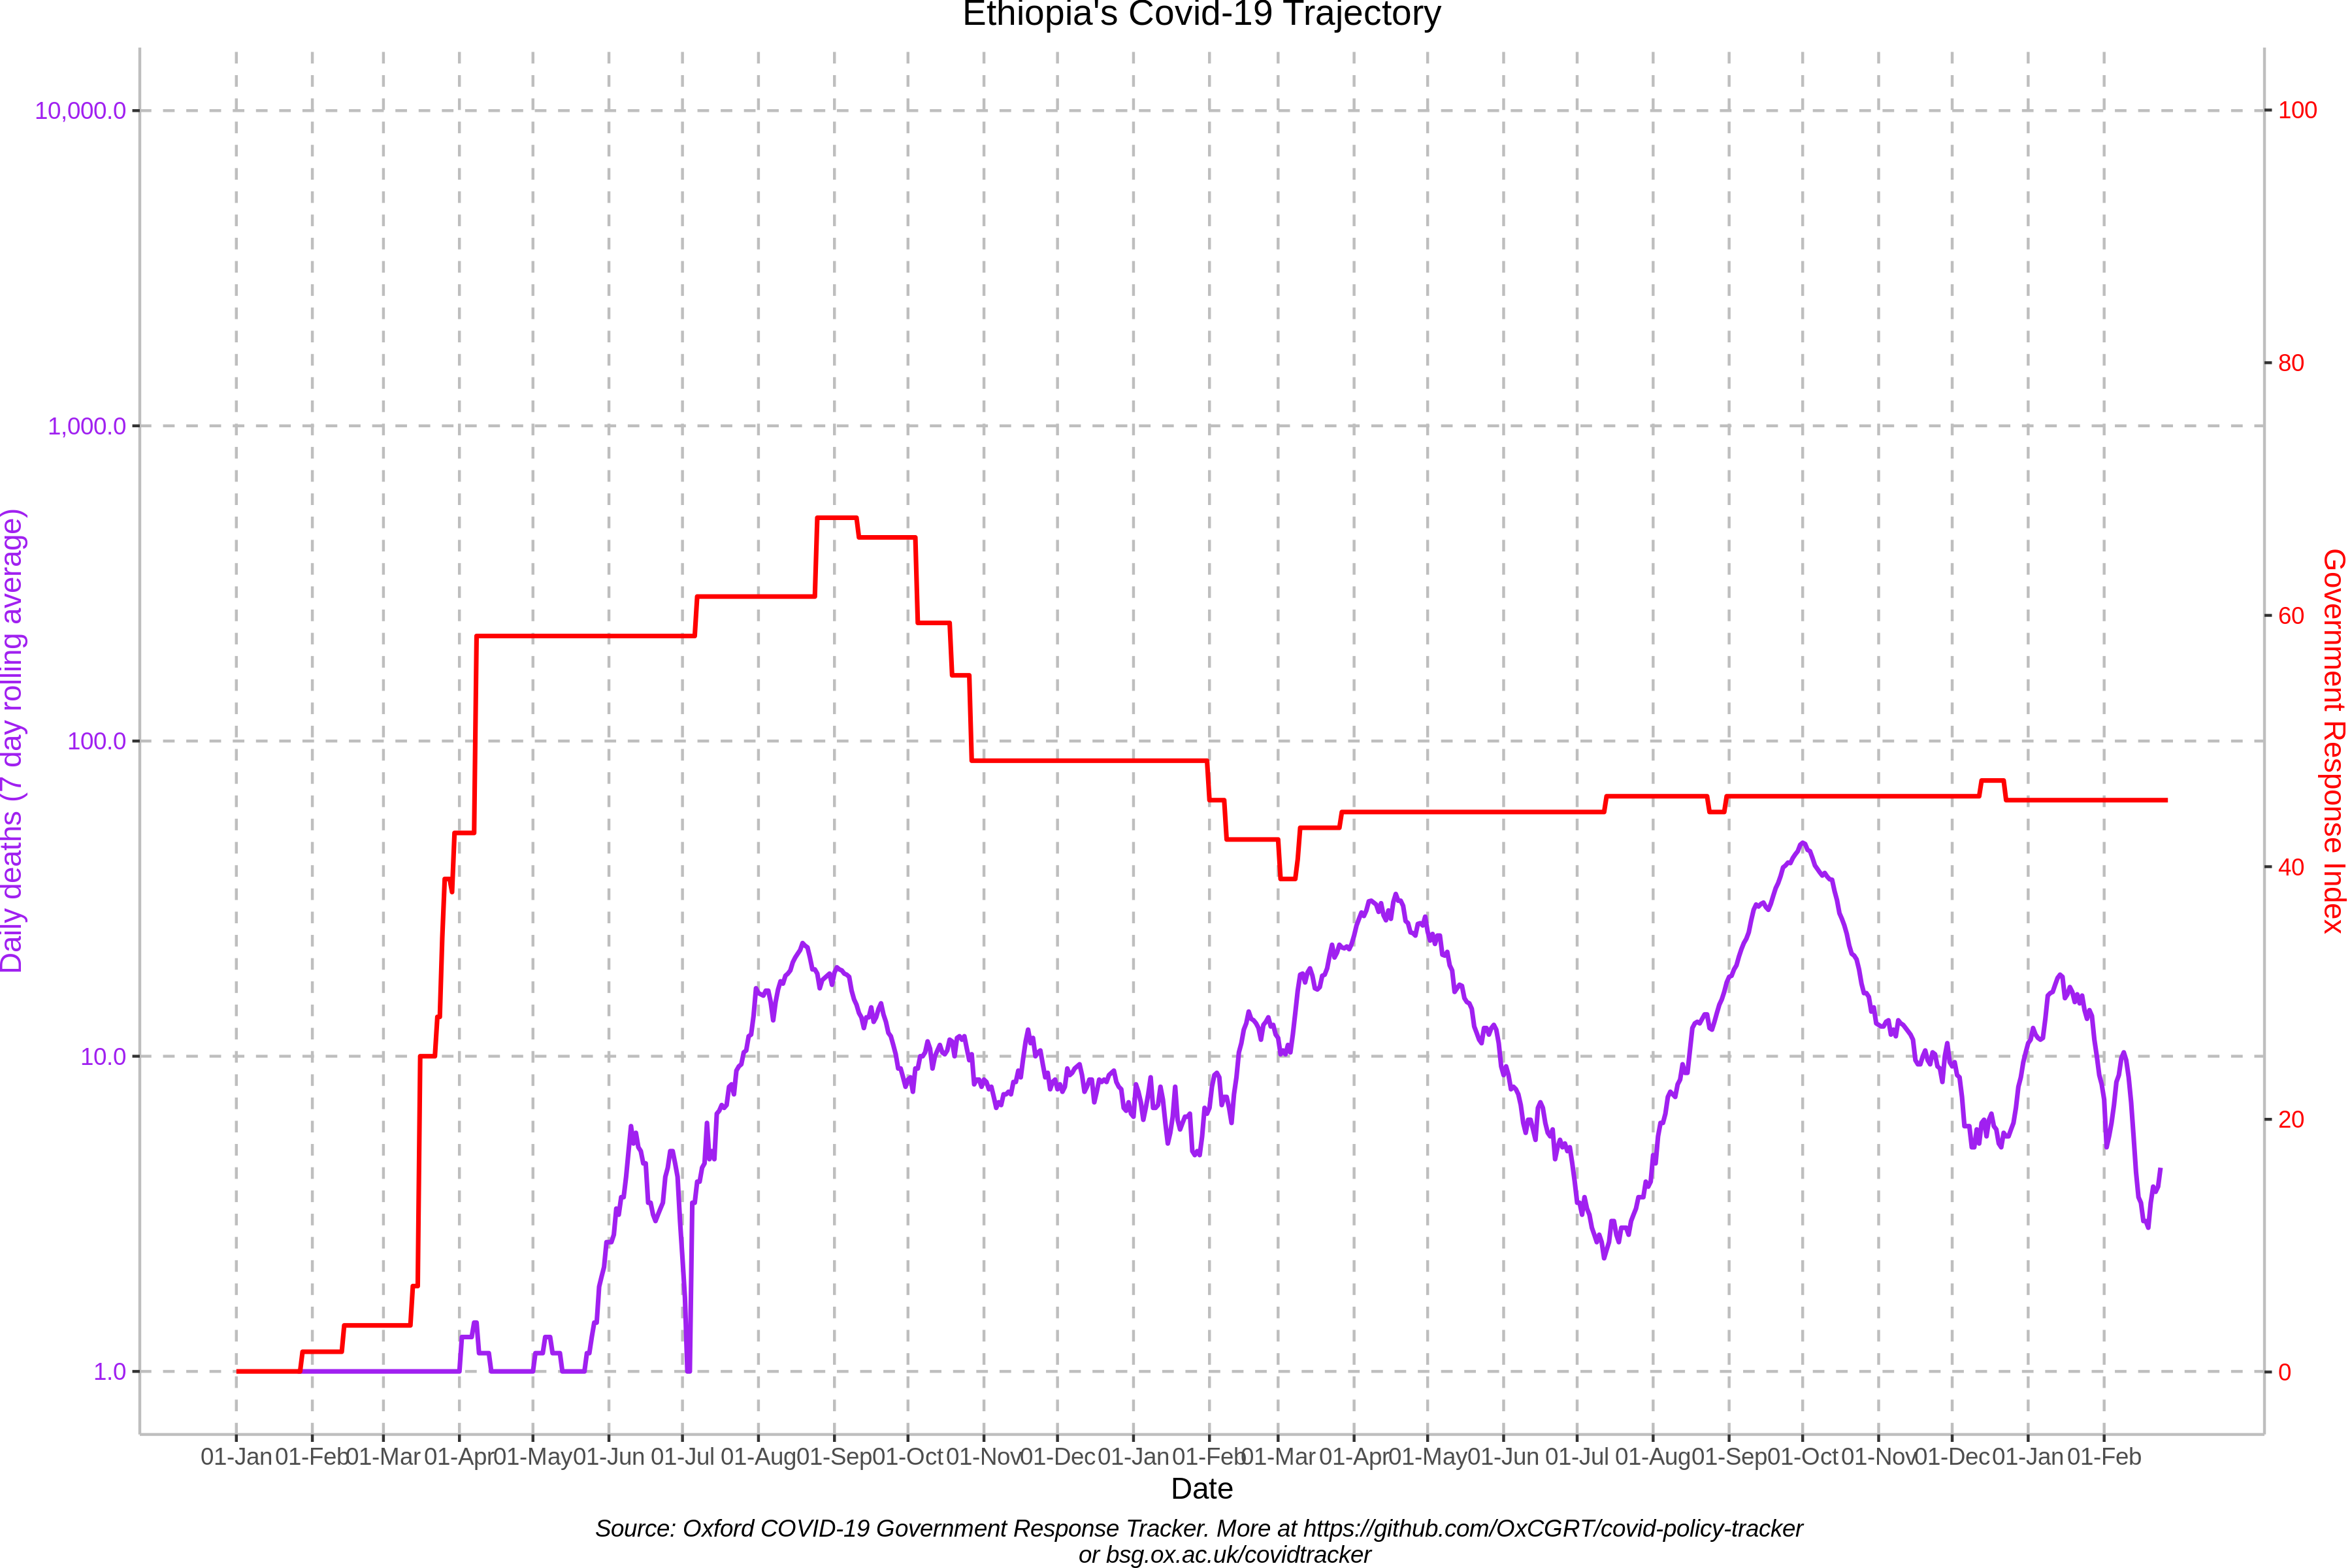 Ethiopia's Covid-19 Trajectory
10,000.0
1,000.0
100.0
10.0
1.0
Daily deaths (7 day rolling average)
100
80
60
40
20
0
Government Response Index
01-Jan 01-Feb 01-Mar 01-Apr 01-May 01-Jun 01-Jul 01-Aug 01-Sep 01-Oct 01-Nov 01-Dec 01-Jan 01-Feb 01-Mar 01-Apr 01-May 01-Jun 01-Jul 01-Aug 01-Sep 01-Oct 01-Nov 01-Dec 01-Jan 01-Feb
Date
Source: Oxford COVID-19 Government Response Tracker. More at https://github.com/OxCGRT/covid-policy-tracker
or bsg.ox.ac.uk/covidtracker